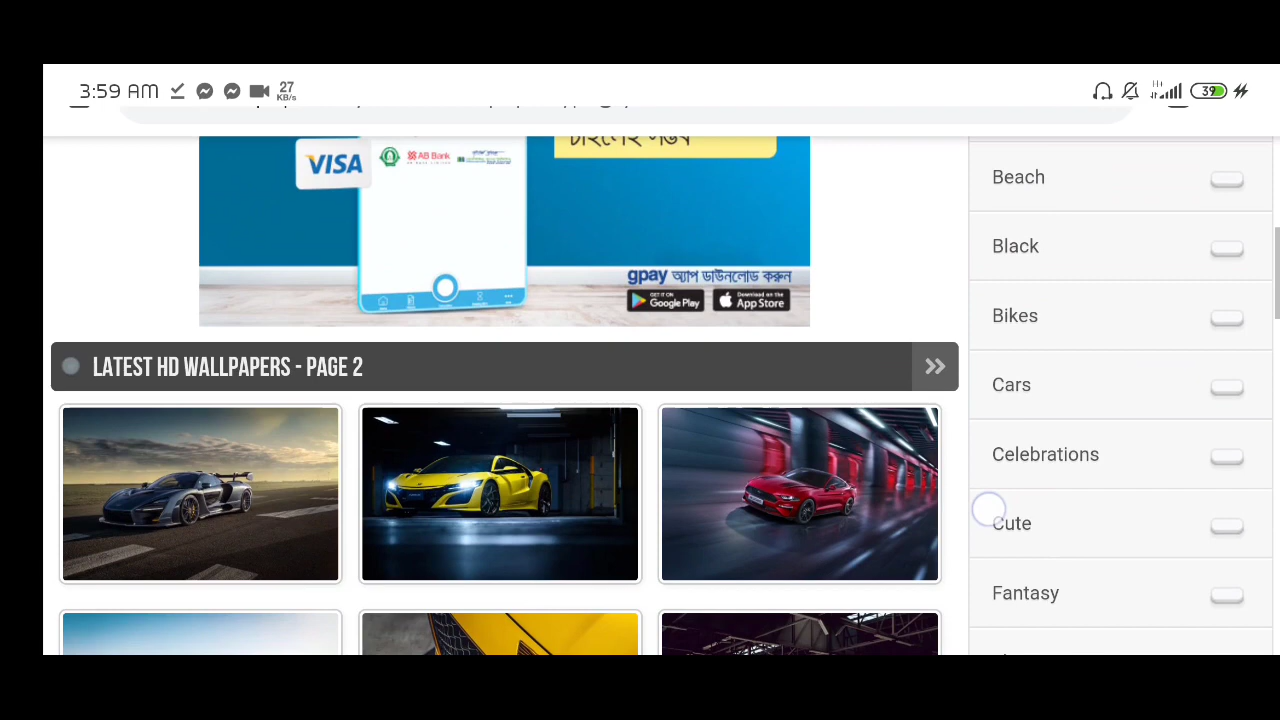 3:59 AM
27
KB/s
39
VISA
AB Bank
gpay অ্যাপ ডাউনলোড করুন
GET IT ON
Google Play
Download on the
App Store
LATEST HD WALLPAPERS - PAGE 2
Beach
Black
Bikes
Cars
Celebrations
Cute
Fantasy